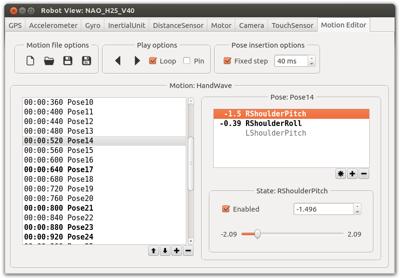 Robot View: NAO_H25_V40
GPS Accelerometer Gyro InertialUnit DistanceSensor Motor Camera TouchSensor Motion Editor
Motion file options
Play options
Pose insertion options
Loop Pin
Fixed step 40 ms
Motion: HandWave
00:00:360 Pose10
00:00:400 Pose11
00:00:440 Pose12
00:00:480 Pose13
00:00:520 Pose14
00:00:560 Pose15
00:00:600 Pose16
00:00:640 Pose17
00:00:680 Pose18
00:00:720 Pose19
00:00:760 Pose20
00:00:800 Pose21
00:00:840 Pose22
00:00:880 Pose23
00:00:920 Pose24
Pose: Pose14
-1.5 RShoulderPitch
-0.39 RShoulderRoll
LShoulderPitch
State: RShoulderPitch
Enabled -1.496
-2.09 2.09